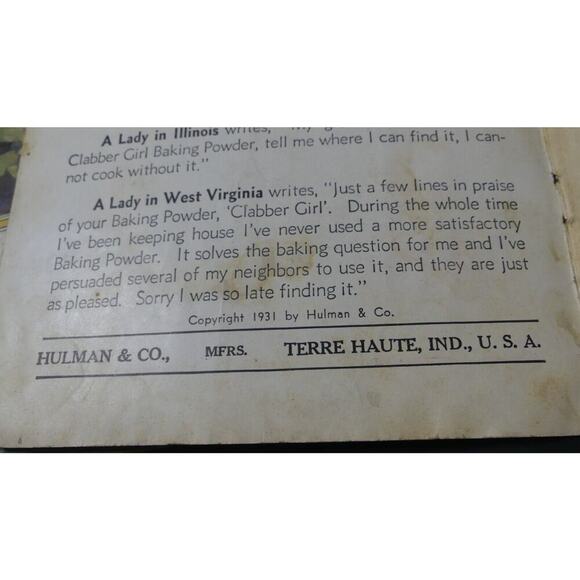 A Lady in Illinois writes, "My
Clabber Girl Baking Powder, tell me where I can find it, I can-
not cook without it."
A Lady in West Virginia writes, "Just a few lines in praise
of your Baking Powder, 'Clabber Girl'. During the whole time
I've been keeping house I've never used a more satisfactory
Baking Powder. It solves the baking question for me and I've
persuaded several of my neighbors to use it, and they are just
as pleased. Sorry I was so late finding it."
Copyright 1931 by Hulman & Co.
HULMAN & CO., MFRS. TERRE HAUTE, IND., U. S. A.